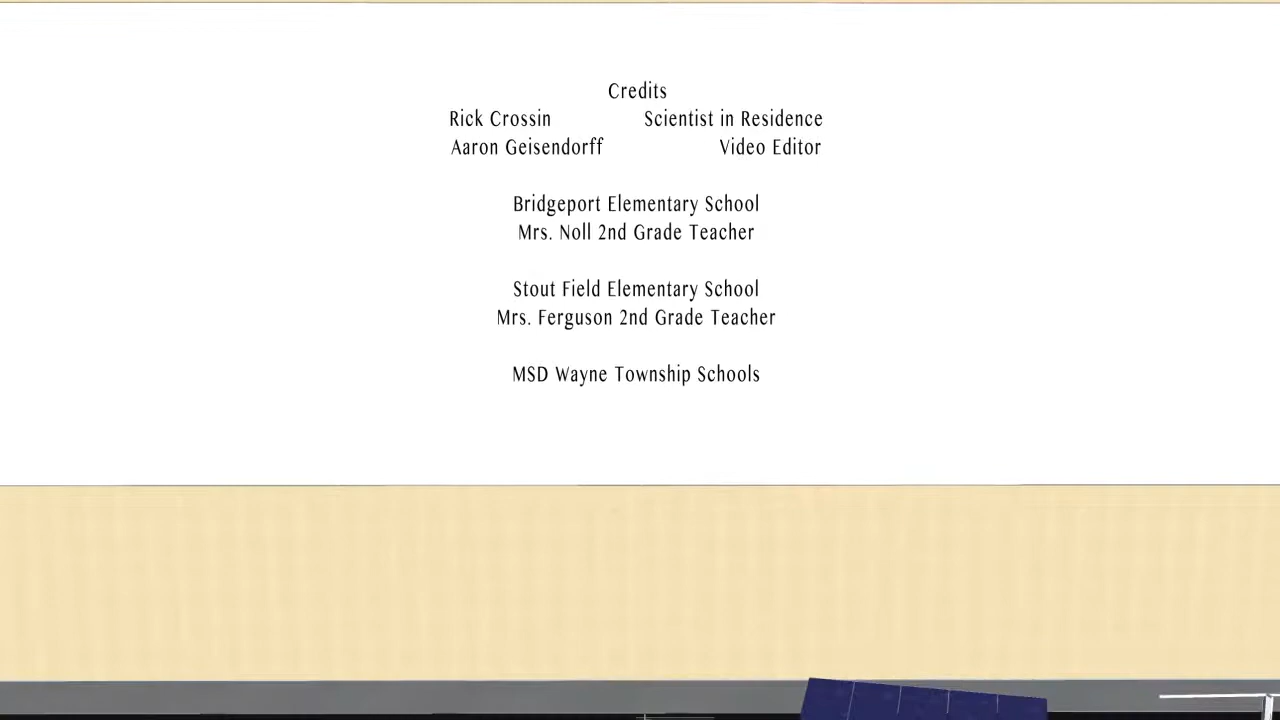 Credits
Rick Crossin Scientist in Residence
Aaron Geisendorff Video Editor
Bridgeport Elementary School
Mrs. Noll 2nd Grade Teacher
Stout Field Elementary School
Mrs. Ferguson 2nd Grade Teacher
MSD Wayne Township Schools